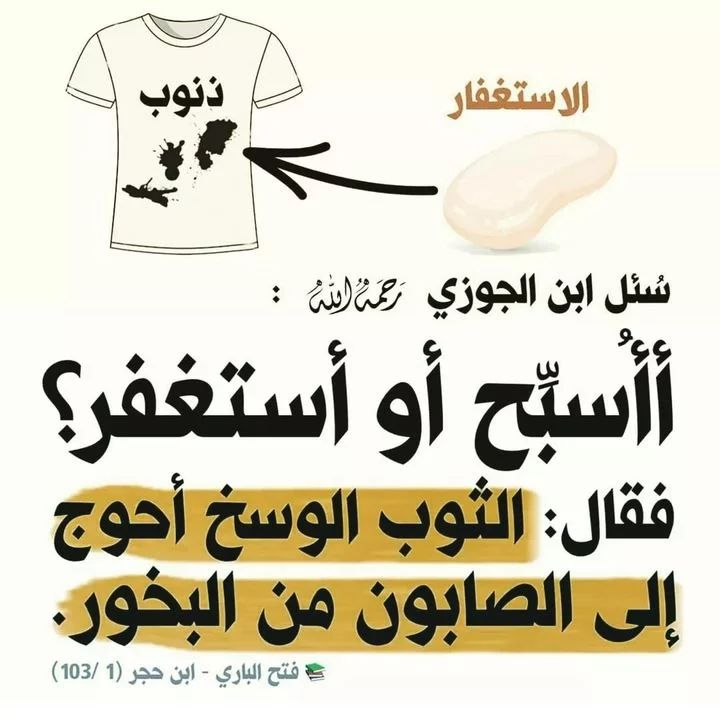 ذنوب
الاستغفار
سُئل ابن الجوزي رَحِمَهُ اللهُ :
أأُسبِّح أو أستغفر؟
فقال: الثوب الوسخ أحوج
إلى الصابون من البخور.
فتح الباري - ابن حجر (1 /103)